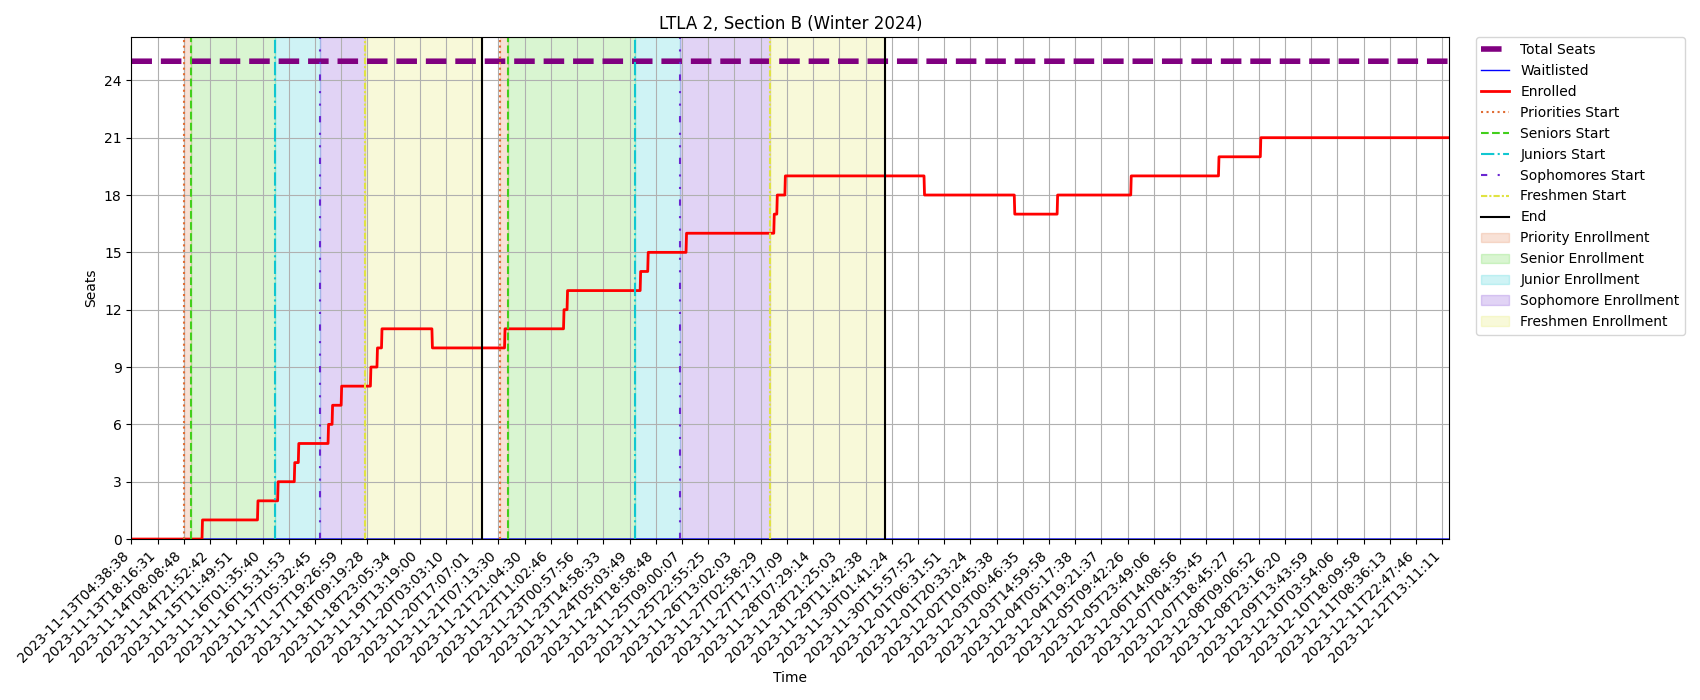 LTLA 2, Section B (Winter 2024)
Total Seats
Waitlisted
Enrolled
Priorities Start
Seniors Start
Juniors Start
Sophomores Start
Freshmen Start
End
Priority Enrollment
Senior Enrollment
Junior Enrollment
Sophomore Enrollment
Freshmen Enrollment
Seats
24
21
18
15
12
9
6
3
0
2023-11-13T04:38:38
2023-11-13T18:16:31
2023-11-14T08:08:48
2023-11-14T21:52:42
2023-11-15T11:49:51
2023-11-16T01:35:40
2023-11-16T15:31:53
2023-11-17T05:32:45
2023-11-17T19:26:59
2023-11-18T09:19:28
2023-11-18T23:05:34
2023-11-19T13:19:00
2023-11-20T03:03:10
2023-11-20T17:07:01
2023-11-21T07:13:30
2023-11-21T21:04:30
2023-11-22T11:02:46
2023-11-23T00:57:56
2023-11-23T14:58:33
2023-11-24T05:03:49
2023-11-24T18:58:48
2023-11-25T09:00:07
2023-11-25T22:55:23
2023-11-26T13:02:03
2023-11-27T02:58:29
2023-11-27T17:17:09
2023-11-28T07:29:14
2023-11-28T21:25:03
2023-11-29T11:42:38
2023-11-30T01:41:24
2023-11-30T15:57:52
2023-12-01T06:31:51
2023-12-01T20:33:24
2023-12-02T10:45:38
2023-12-03T00:46:35
2023-12-03T14:59:58
2023-12-04T05:17:38
2023-12-04T19:21:37
2023-12-05T09:42:26
2023-12-05T23:49:06
2023-12-06T14:08:56
2023-12-07T04:35:45
2023-12-07T18:45:27
2023-12-08T09:06:52
2023-12-08T23:16:20
2023-12-09T13:43:59
2023-12-10T03:54:06
2023-12-10T18:09:58
2023-12-11T08:36:13
2023-12-11T22:47:46
2023-12-12T13:11:11
Time